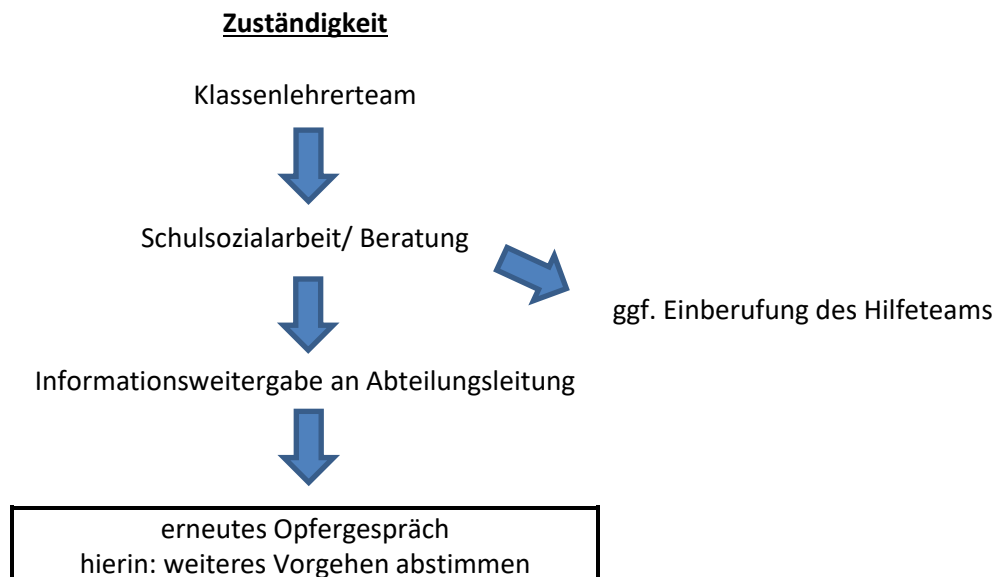 Zuständigkeit
Klassenlehrerteam
Schulsozialarbeit/ Beratung
ggf. Einberufung des Hilfeteams
Informationsweitergabe an Abteilungsleitung
erneutes Opfergespräch
hierin: weiteres Vorgehen abstimmen